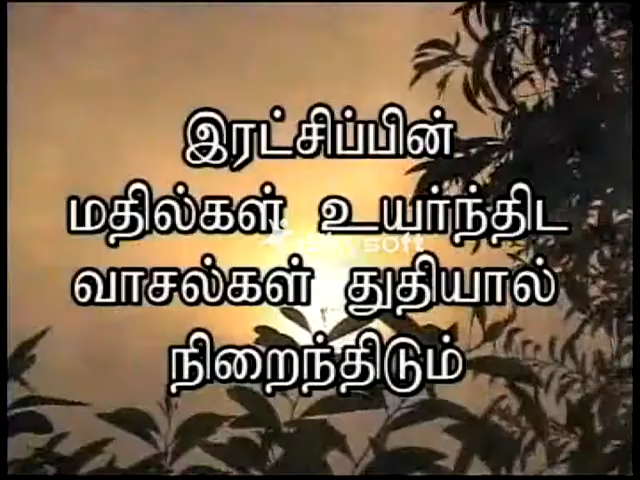 இரட்சிப்பின்
மதில்கள் உயர்ந்திட
வாசல்கள் துதியால்
நிறைந்திடும்